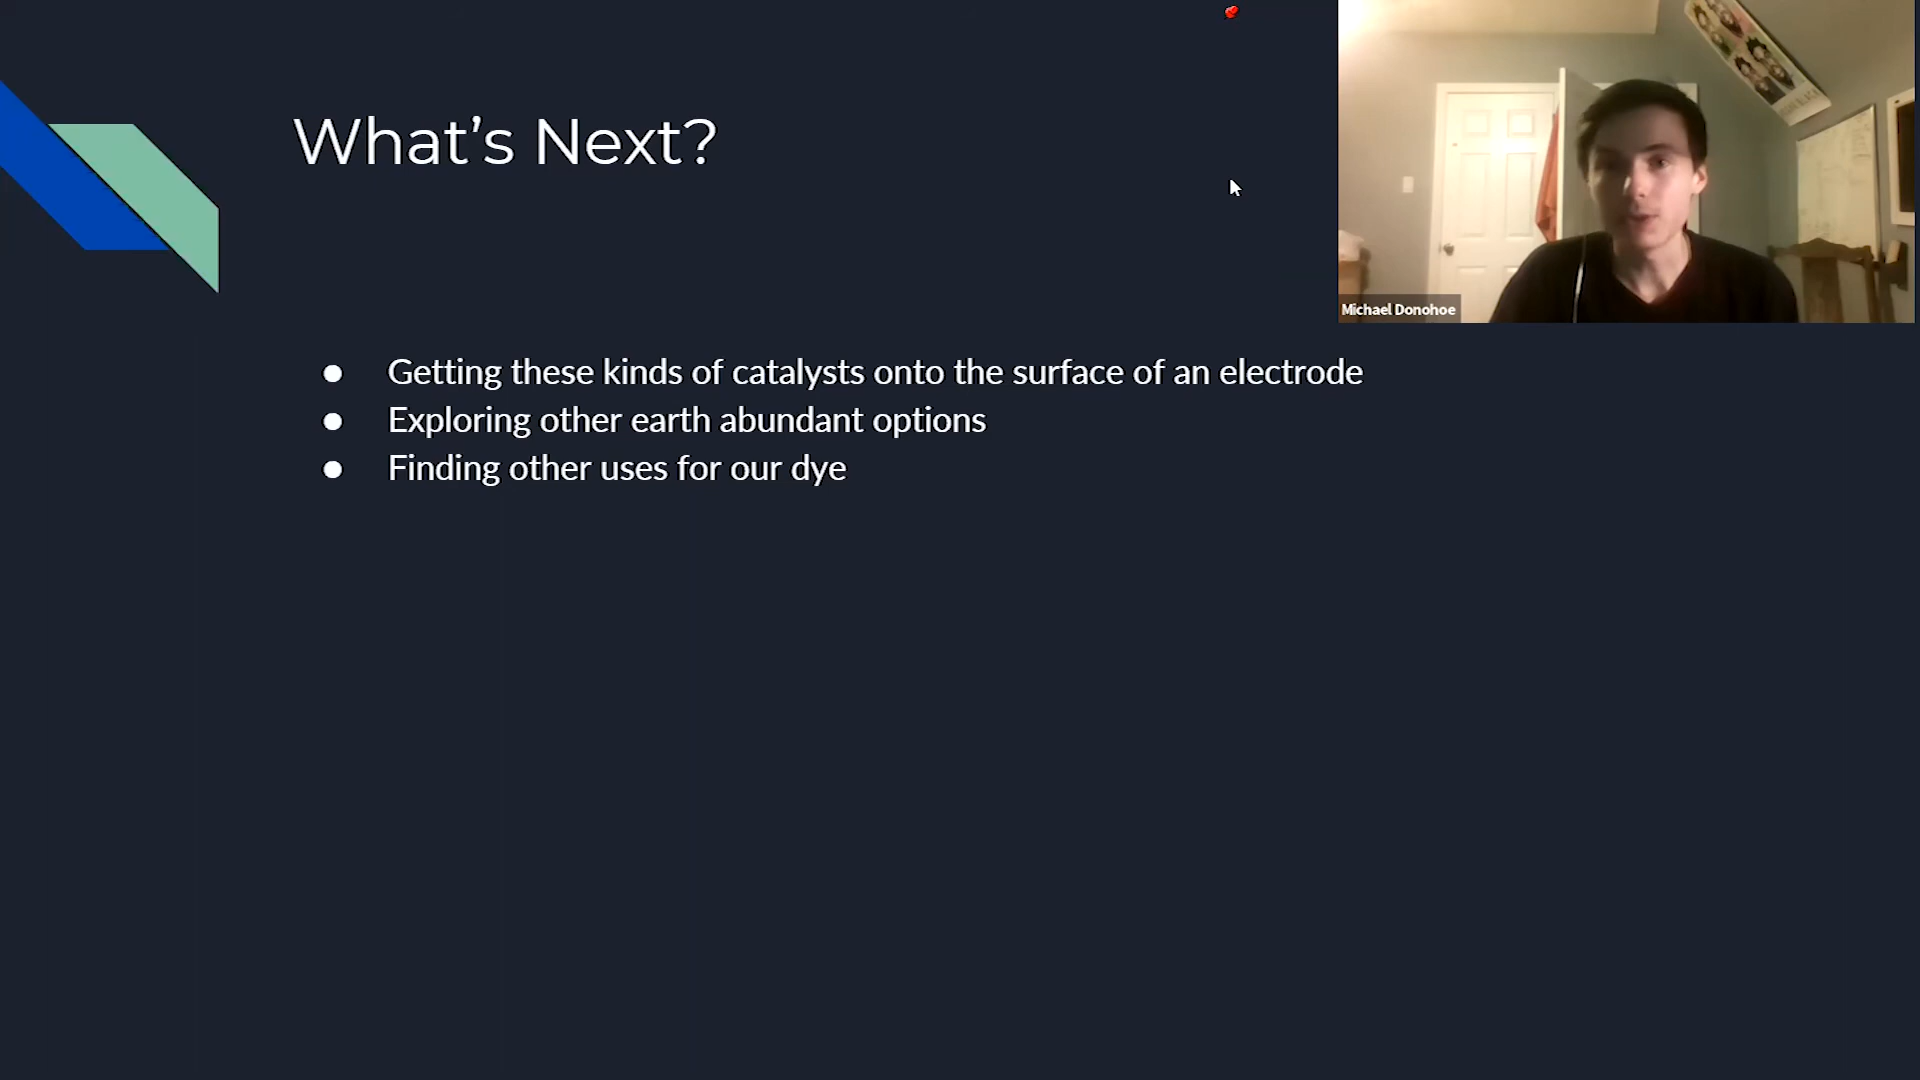 What's Next?
Michael Donohoe
● Getting these kinds of catalysts onto the surface of an electrode
● Exploring other earth abundant options
● Finding other uses for our dye